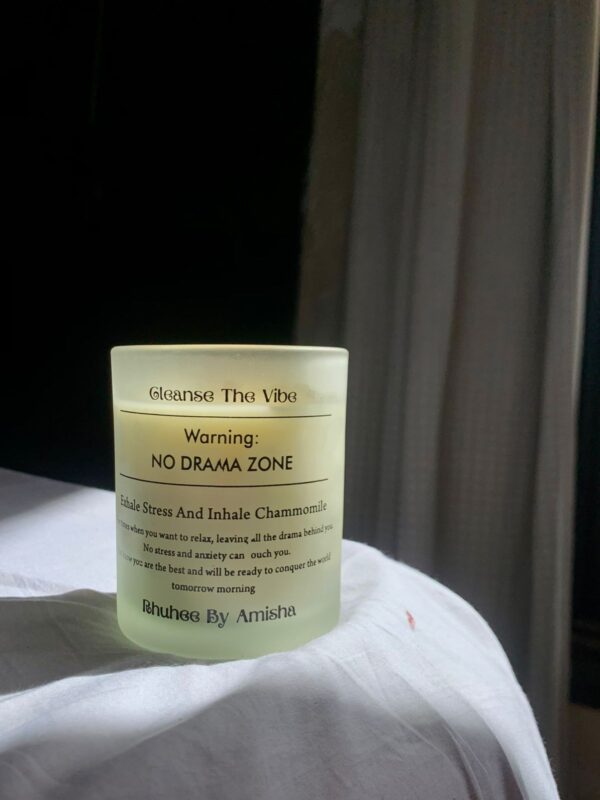 Cleanse The Vibe
Warning:
NO DRAMA ZONE
Exhale Stress And Inhale Chammomile
when you want to relax, leaving all the drama behind you.
No stress and anxiety can ouch you.
you are the best and will be ready to conquer the world
tomorrow morning
Rhuhee By Amisha